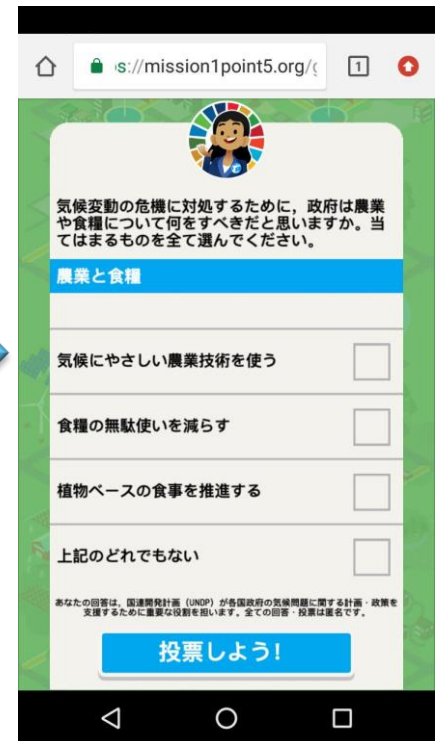 s://mission1point5.org/g
1
気候変動の危機に対処するために，政府は農業
や食糧について何をすべきだと思いますか。当
てはまるものを全て選んでください。
農業と食糧
気候にやさしい農業技術を使う
食糧の無駄使いを減らす
植物ベースの食事を推進する
上記のどれでもない
あなたの回答は，国連開発計画（UNDP）が各国政府の気候問題に関する計画・政策を
支援するために重要な役割を担います。全ての回答・投票は匿名です。
投票しよう!